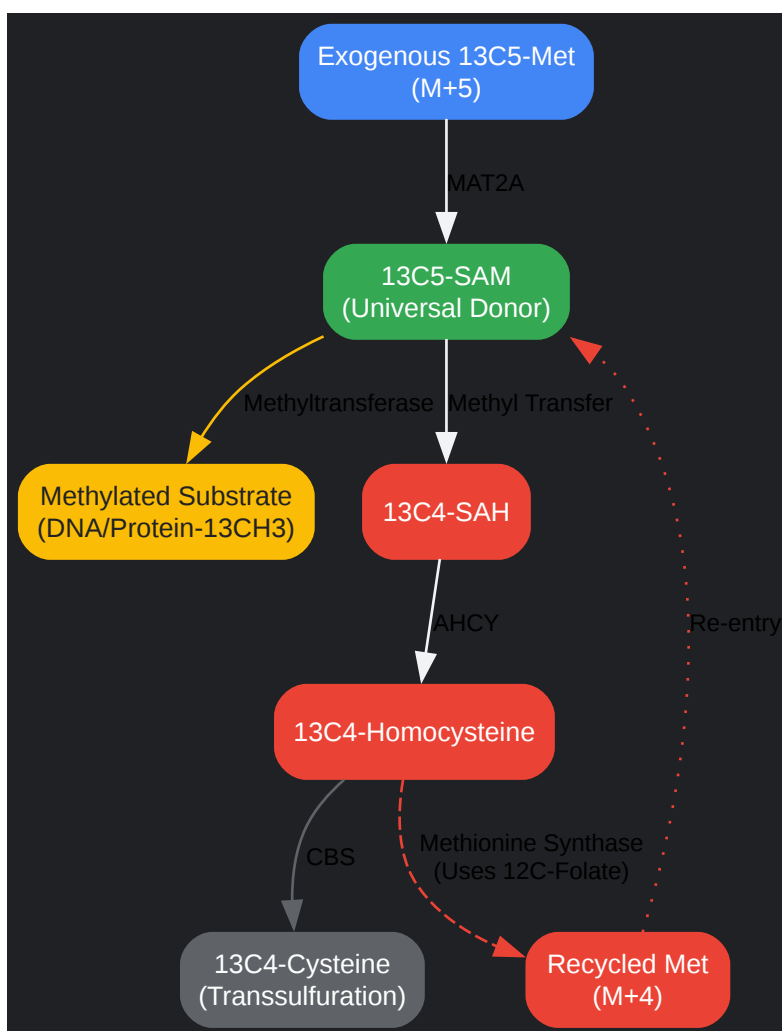 Exogenous 13C5-Met
(M+5)
MAT2A
13C5-SAM
(Universal Donor)
Methyltransferase
Methyl Transfer
Methylated Substrate
(DNA/Protein-13CH3)
13C4-SAH
AHCY
Re-entry
13C4-Homocysteine
CBS
Methionine Synthase
(Uses 12C-Folate)
13C4-Cysteine
(Transsulfuration)
Recycled Met
(M+4)